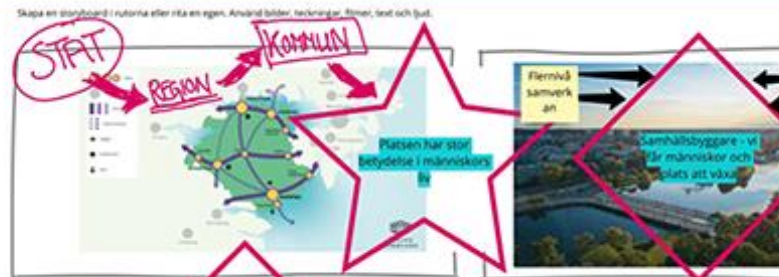 Skapa en storyboard i rutorna eller rita en egen. Använd bilder, teckningar, filmer, text och ljud.
STAT
REGION
KOMMUN
Platsen har stor
betydelse i människors
liv
Flernivå
samverk
an
Samhällsbyggare - vi
får människor och
plats att växa